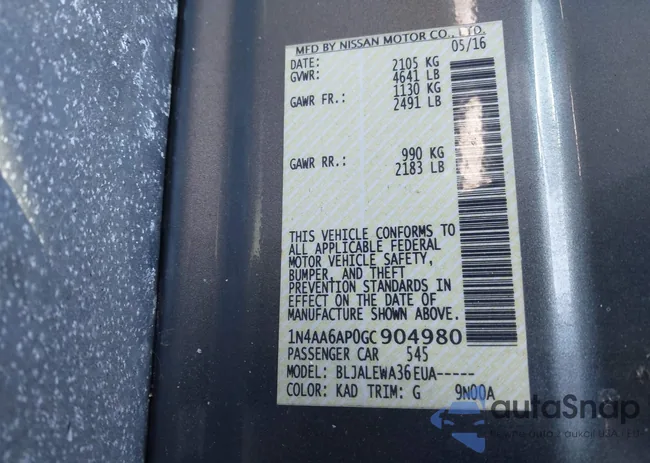 MFD BY NISSAN MOTOR CO., LTD.
05/16
DATE: 2105 KG
GVWR: 4641 LB
1130 KG
GAWR FR.: 2491 LB
990 KG
GAWR RR.: 2183 LB
THIS VEHICLE CONFORMS TO
ALL APPLICABLE FEDERAL
MOTOR VEHICLE SAFETY,
BUMPER, AND THEFT
PREVENTION STANDARDS IN
EFFECT ON THE DATE OF
MANUFACTURE SHOWN ABOVE.
1N4AA6AP0GC904980
PASSENGER CAR 545
MODEL: BLJALEWA36EUA-----
COLOR: KAD TRIM: G 9N00A
autaSnap